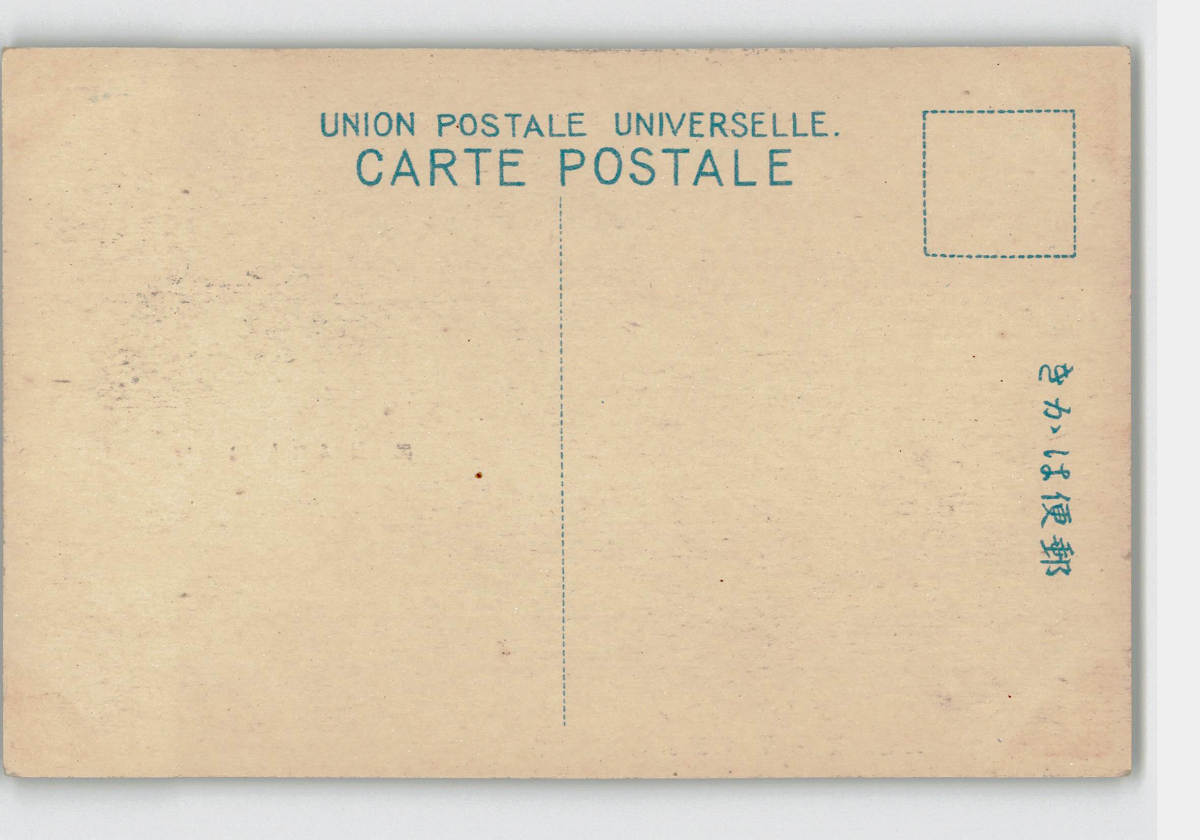 UNION POSTALE UNIVERSELLE.
CARTE POSTALE
きかは便郵